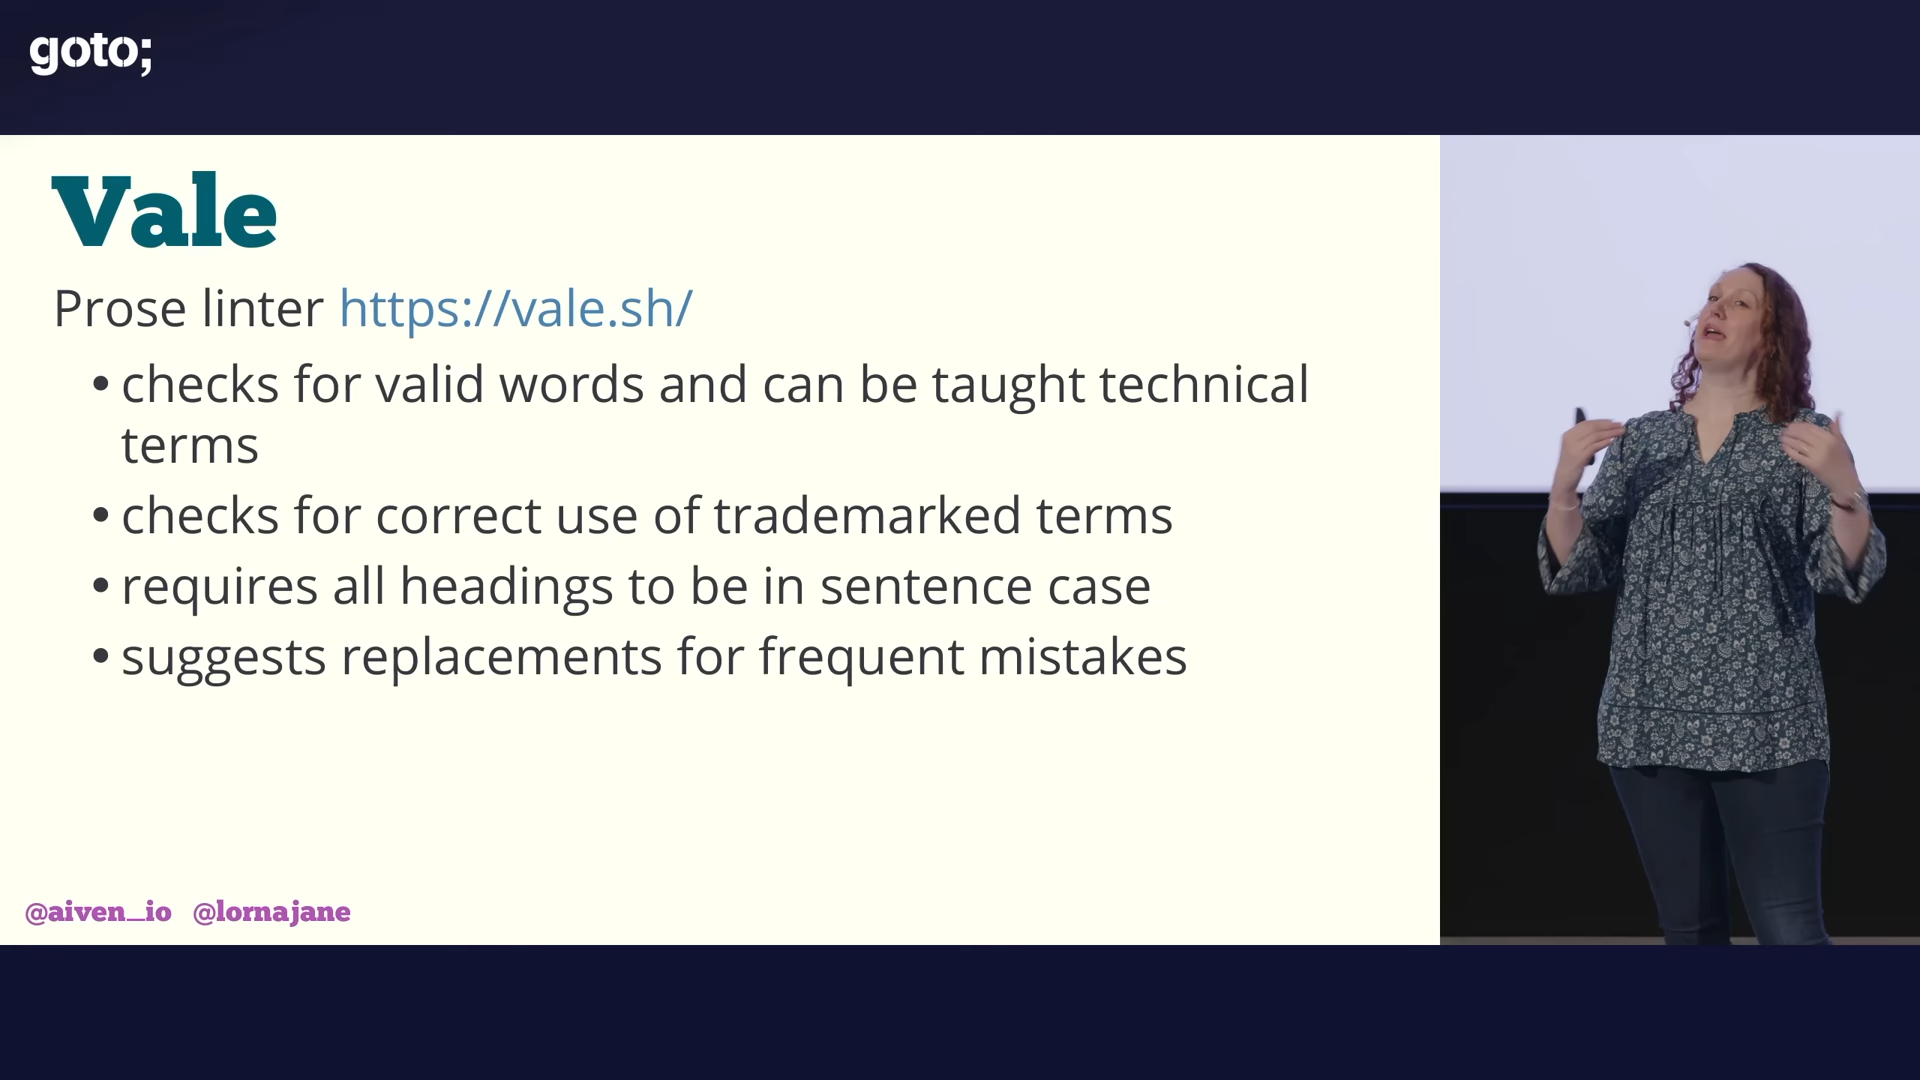 goto;
Vale
Prose linter https://vale.sh/
• checks for valid words and can be taught technical
terms
• checks for correct use of trademarked terms
• requires all headings to be in sentence case
• suggests replacements for frequent mistakes
@aiven_io @lornajane